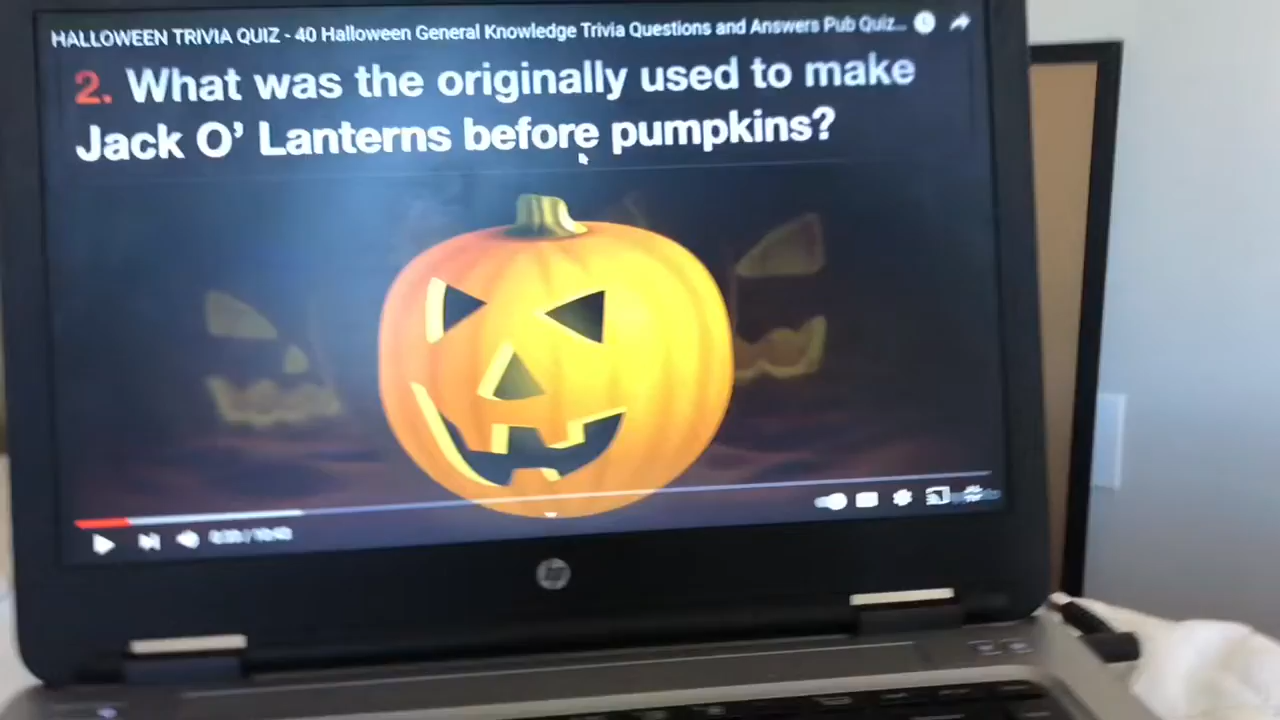 HALLOWEEN TRIVIA QUIZ - 40 Halloween General Knowledge Trivia Questions and Answers Pub Quiz...
2. What was the originally used to make
Jack O' Lanterns before pumpkins?
hp